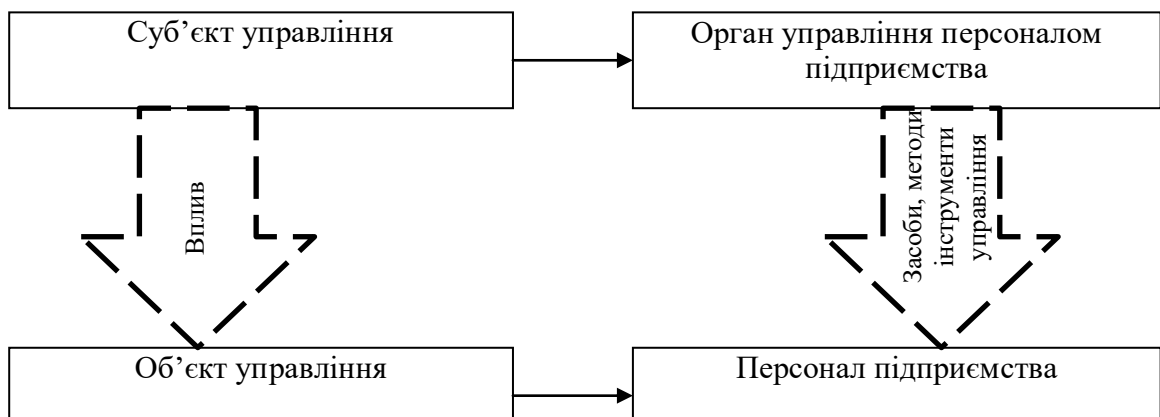 Суб’єкт управління
Орган управління персоналом
підприємства
Вплив
Засоби, методи
інструменти
управління
Об’єкт управління
Персонал підприємства